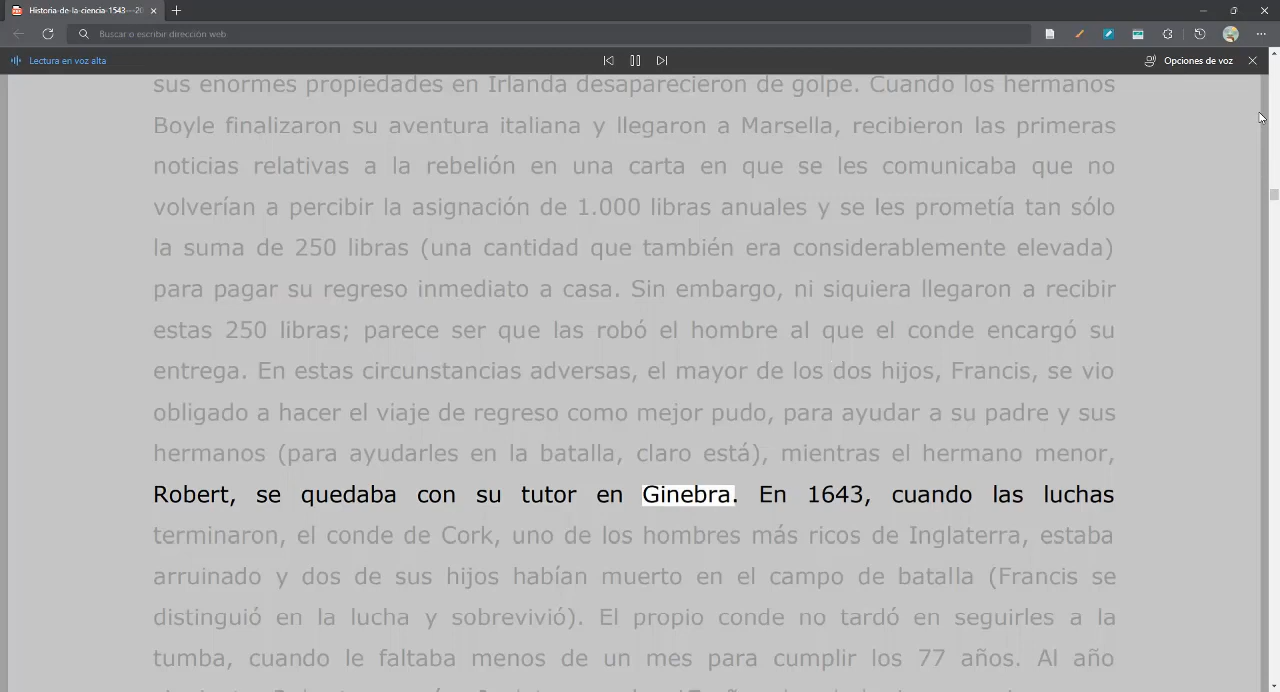 Historia-de-la-ciencia-1543---20
Buscar o escribir dirección web
Lectura en voz alta
Opciones de voz
sus enormes propiedades en Irlanda desaparecieron de golpe. Cuando los hermanos
Boyle finalizaron su aventura italiana y llegaron a Marsella, recibieron las primeras
noticias relativas a la rebelión en una carta en que se les comunicaba que no
volverían a percibir la asignación de 1.000 libras anuales y se les prometía tan sólo
la suma de 250 libras (una cantidad que también era considerablemente elevada)
para pagar su regreso inmediato a casa. Sin embargo, ni siquiera llegaron a recibir
estas 250 libras; parece ser que las robó el hombre al que el conde encargó su
entrega. En estas circunstancias adversas, el mayor de los dos hijos, Francis, se vio
obligado a hacer el viaje de regreso como mejor pudo, para ayudar a su padre y sus
hermanos (para ayudarles en la batalla, claro está), mientras el hermano menor,
Robert, se quedaba con su tutor en Ginebra. En 1643, cuando las luchas
terminaron, el conde de Cork, uno de los hombres más ricos de Inglaterra, estaba
arruinado y dos de sus hijos habían muerto en el campo de batalla (Francis se
distinguió en la lucha y sobrevivió). El propio conde no tardó en seguirles a la
tumba, cuando le faltaba menos de un mes para cumplir los 77 años. Al año